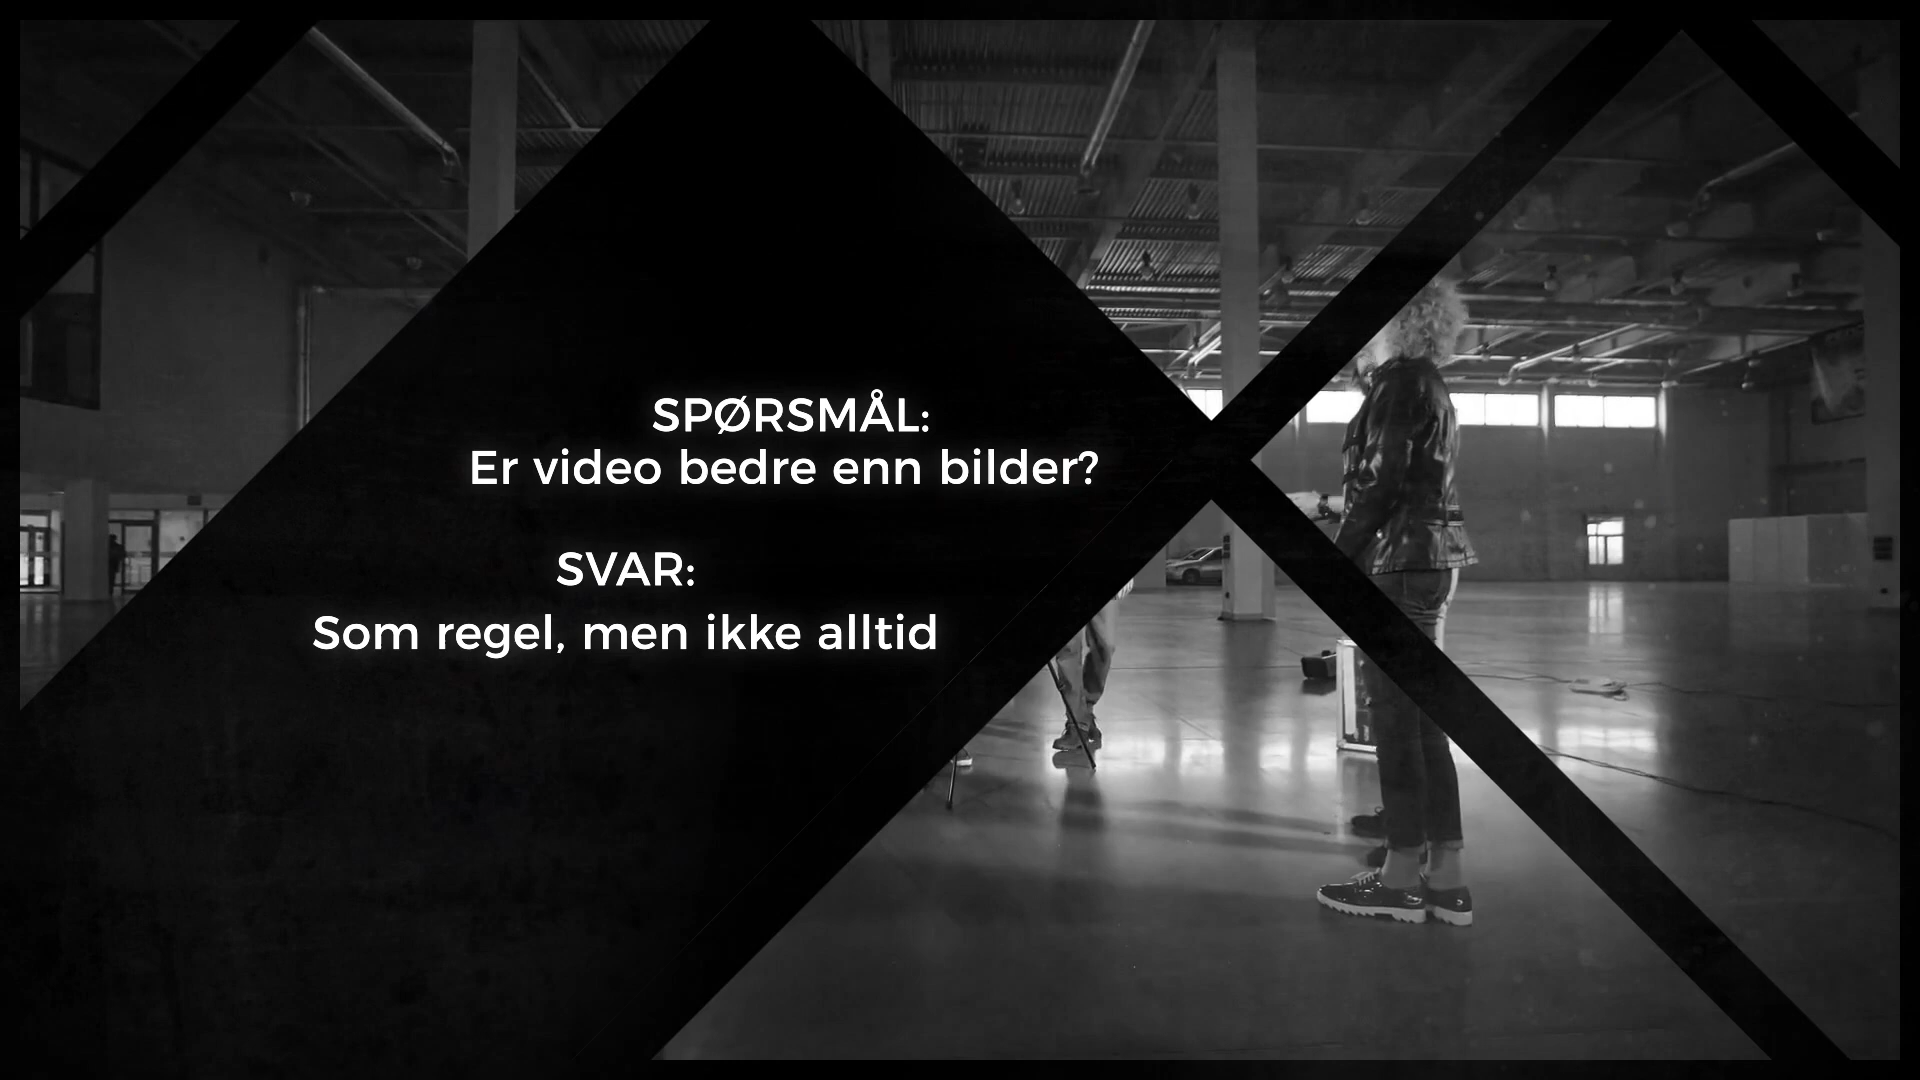 SPØRSMÅL:
Er video bedre enn bilder?
SVAR:
Som regel, men ikke alltid